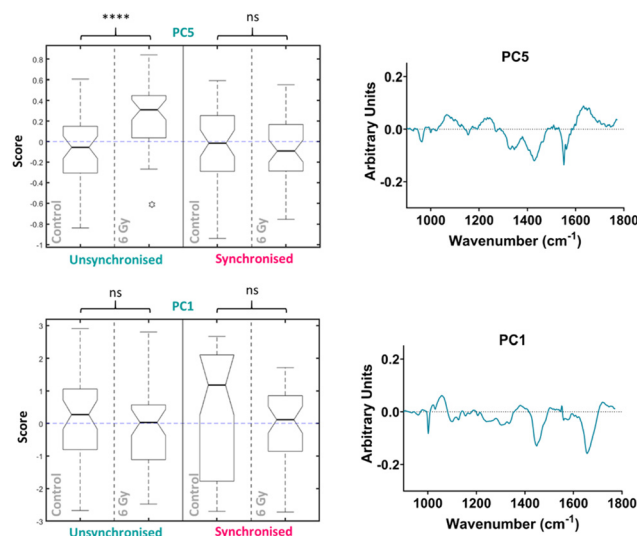 **** ns
PC5
0.8
0.6
0.4
0.2
0
-0.2
-0.4
-0.6
-0.8
-1
Score
Control 6 Gy Control 6 Gy
Unsynchronised Synchronised
PC5
0.2
0.0
-0.2
Arbitrary Units
1000 1200 1400 1600 1800
Wavenumber (cm⁻¹)
ns ns
PC1
3
2
1
0
-1
-2
-3
Score
Control 6 Gy Control 6 Gy
Unsynchronised Synchronised
PC1
0.2
0.0
-0.2
Arbitrary Units
1000 1200 1400 1600 1800
Wavenumber (cm⁻¹)